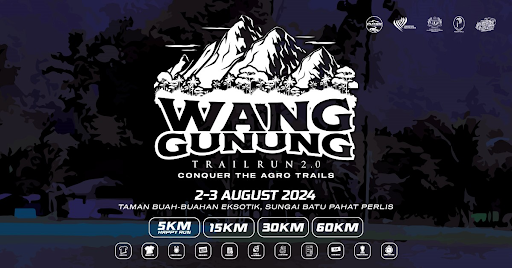 WANG
GUNUNG
TRAILRUN 2.0
CONQUER THE AGRO TRAILS
2-3 AUGUST 2024
TAMAN BUAH-BUAHAN EKSOTIK, SUNGAI BATU PAHAT PERLIS
5KM
HAPPY RUN
15KM
30KM
60KM